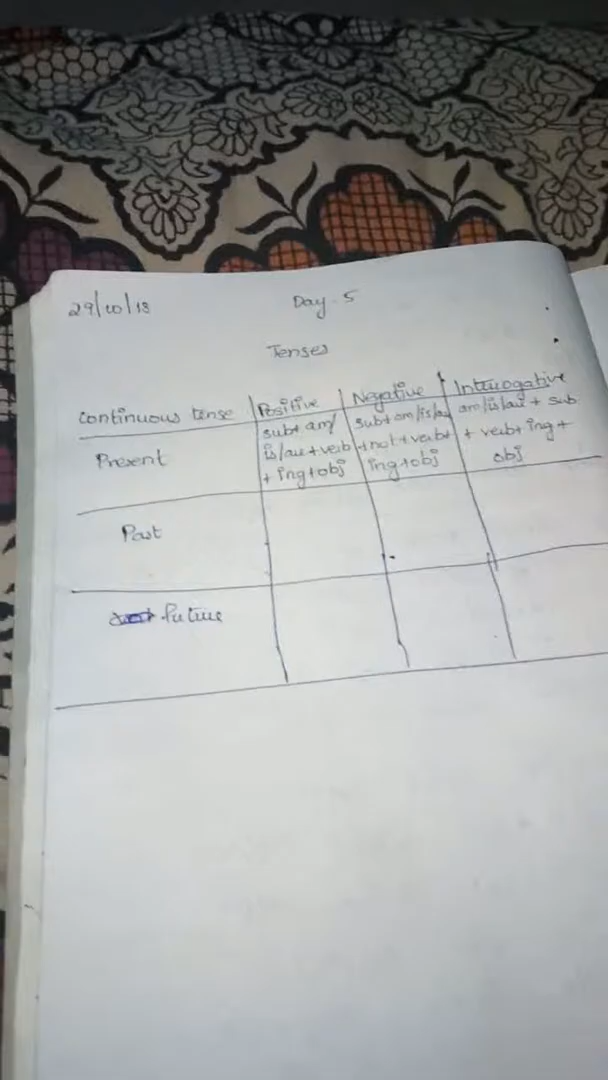 29/10/18
Day - 5
Tenses
Continuous tense | Positive | Negative | Interrogative
Present
sub+ am/
is/are + verb
+ ing + obj
sub+ am/is/are
+not + verb+
ing + obj
am/is/are + sub
+ verb+ ing +
obj
Past
Future